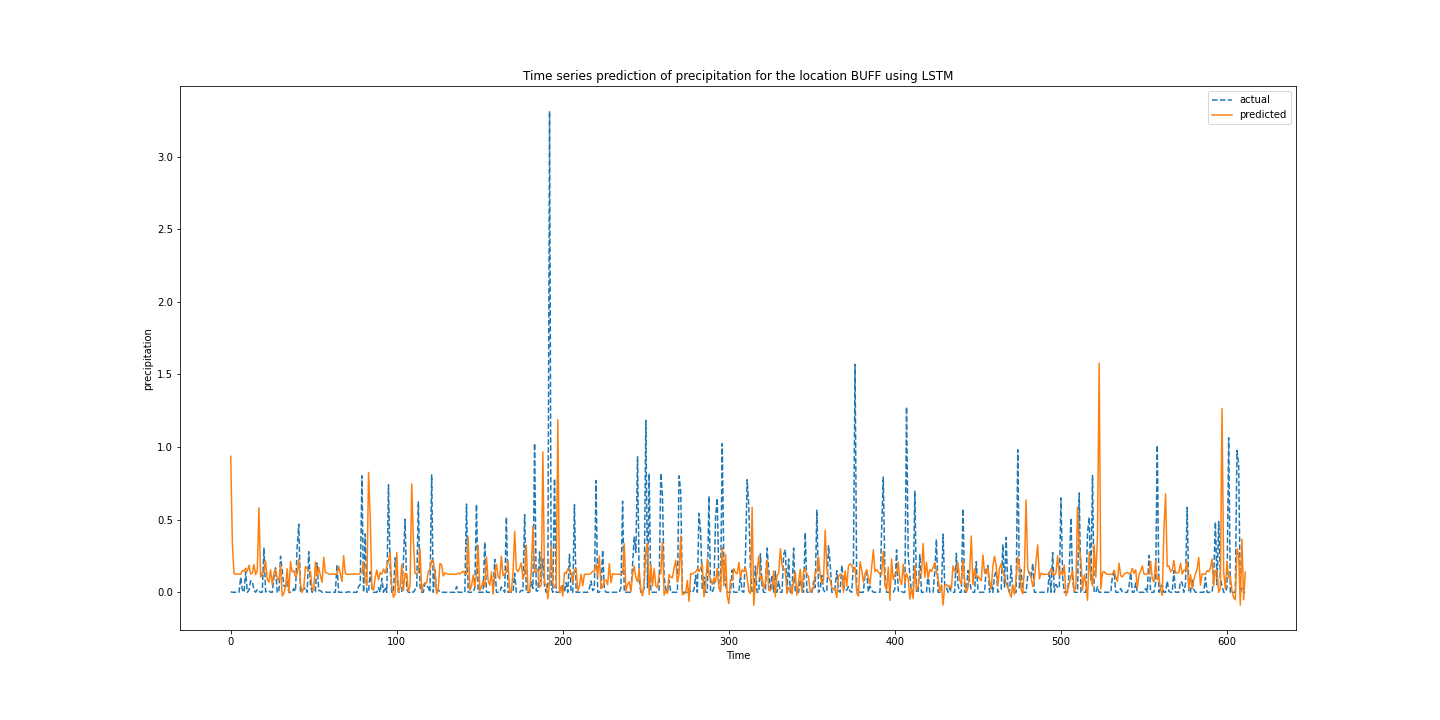 Time series prediction of precipitation for the location BUFF using LSTM
actual
predicted
3.0
2.5
2.0
1.5
1.0
0.5
0.0
precipitation
0 100 200 300 400 500 600
Time